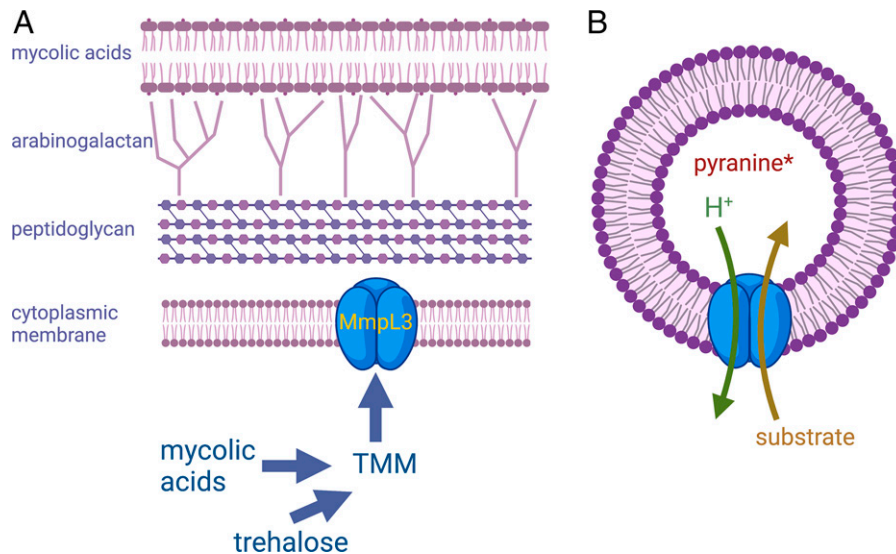 A
mycolic acids
arabinogalactan
peptidoglycan
cytoplasmic
membrane
MmpL3
mycolic
acids
TMM
trehalose
B
pyranine*
H⁺
substrate